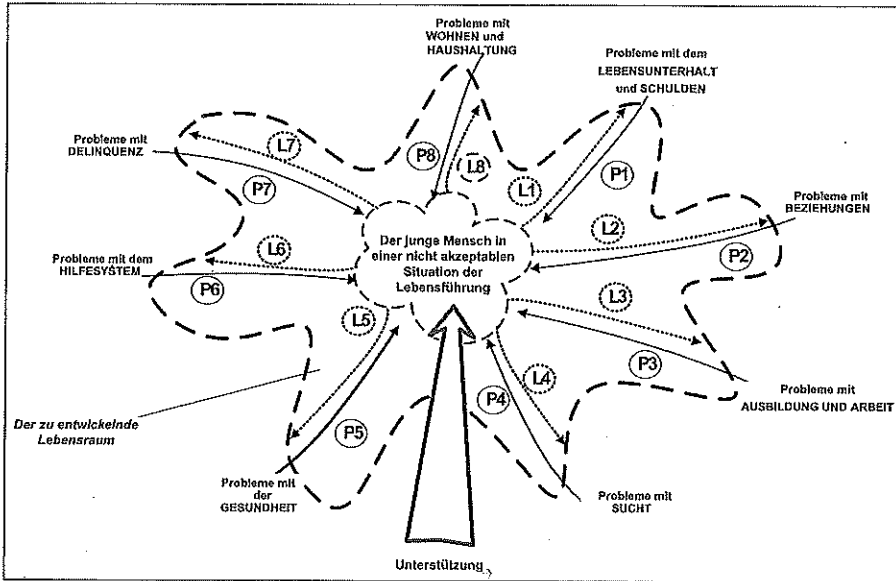 Probleme mit
WOHNEN und
HAUSHALTUNG
Probleme mit dem
LEBENSUNTERHALT
und SCHULDEN
Probleme mit
DELINQUENZ
L7
P7
P8
L8
L1
P1
Probleme mit
BEZIEHUNGEN
L2
P2
Der junge Mensch in
einer nicht akzeptablen
Situation der
Lebensführung
Probleme mit dem
HILFESYSTEM
L6
P6
L3
P3
L5
L4
P4
P5
Probleme mit
AUSBILDUNG UND ARBEIT
Der zu entwickelnde
Lebensraum
Probleme mit
der
GESUNDHEIT
Probleme mit
SUCHT
Unterstützung